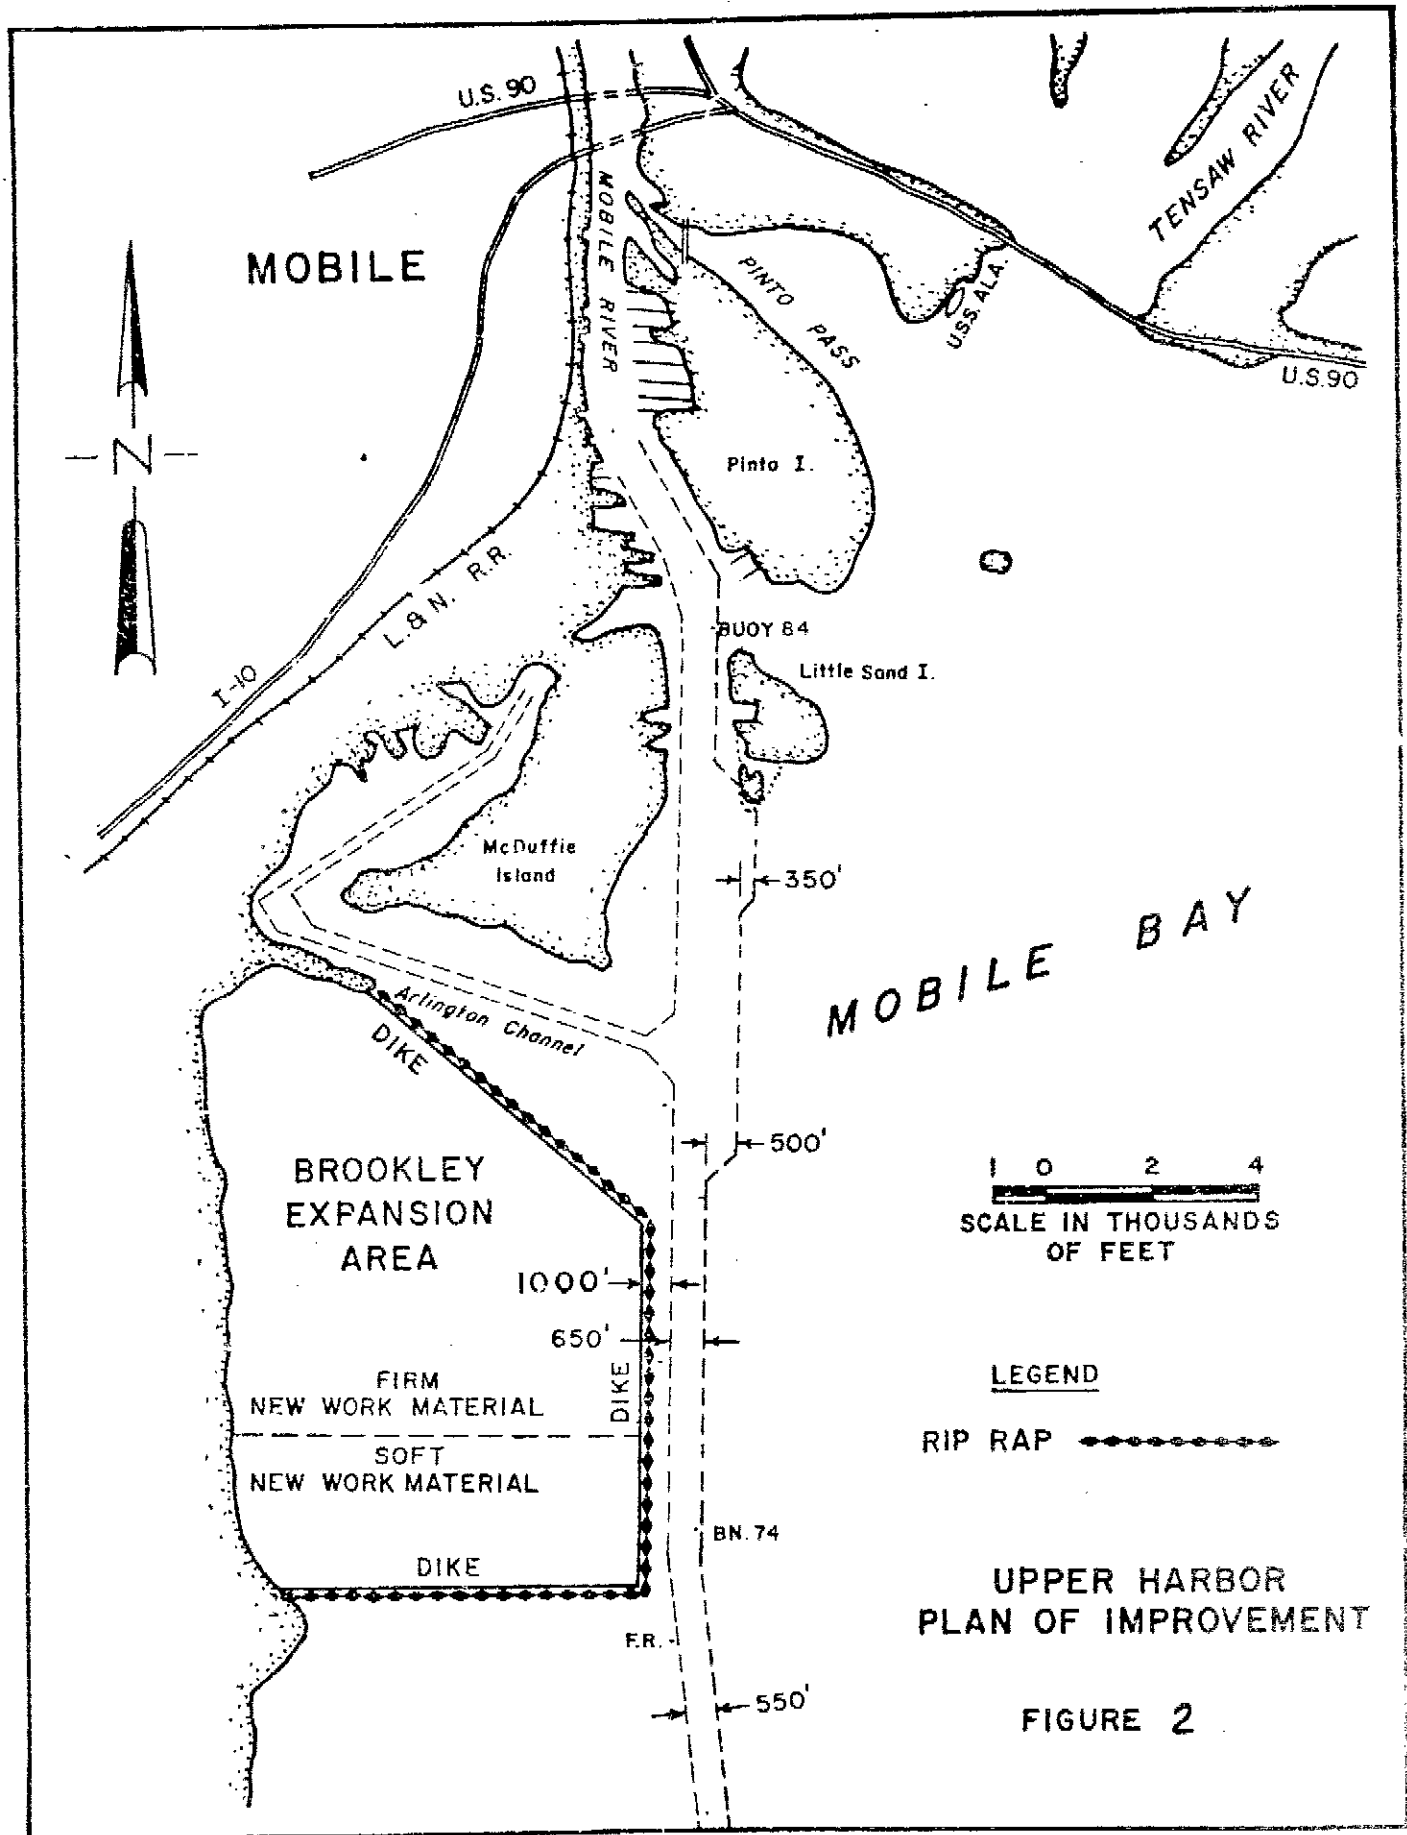 U.S. 90
MOBILE
MOBILE RIVER
PINTO PASS
U.S.S. ALA.
TENSAW RIVER
U.S.90
N
Pinto I.
L. & N. R.R.
I-10
BUOY 84
Little Sand I.
McDuffie
Island
350'
MOBILE BAY
Arlington Channel
DIKE
500'
BROOKLEY
EXPANSION
AREA
1 0 2 4
SCALE IN THOUSANDS
OF FEET
1000'
650'
DIKE
FIRM
NEW WORK MATERIAL
SOFT
NEW WORK MATERIAL
LEGEND
RIP RAP
BN. 74
DIKE
F.R.
550'
UPPER HARBOR
PLAN OF IMPROVEMENT
FIGURE 2